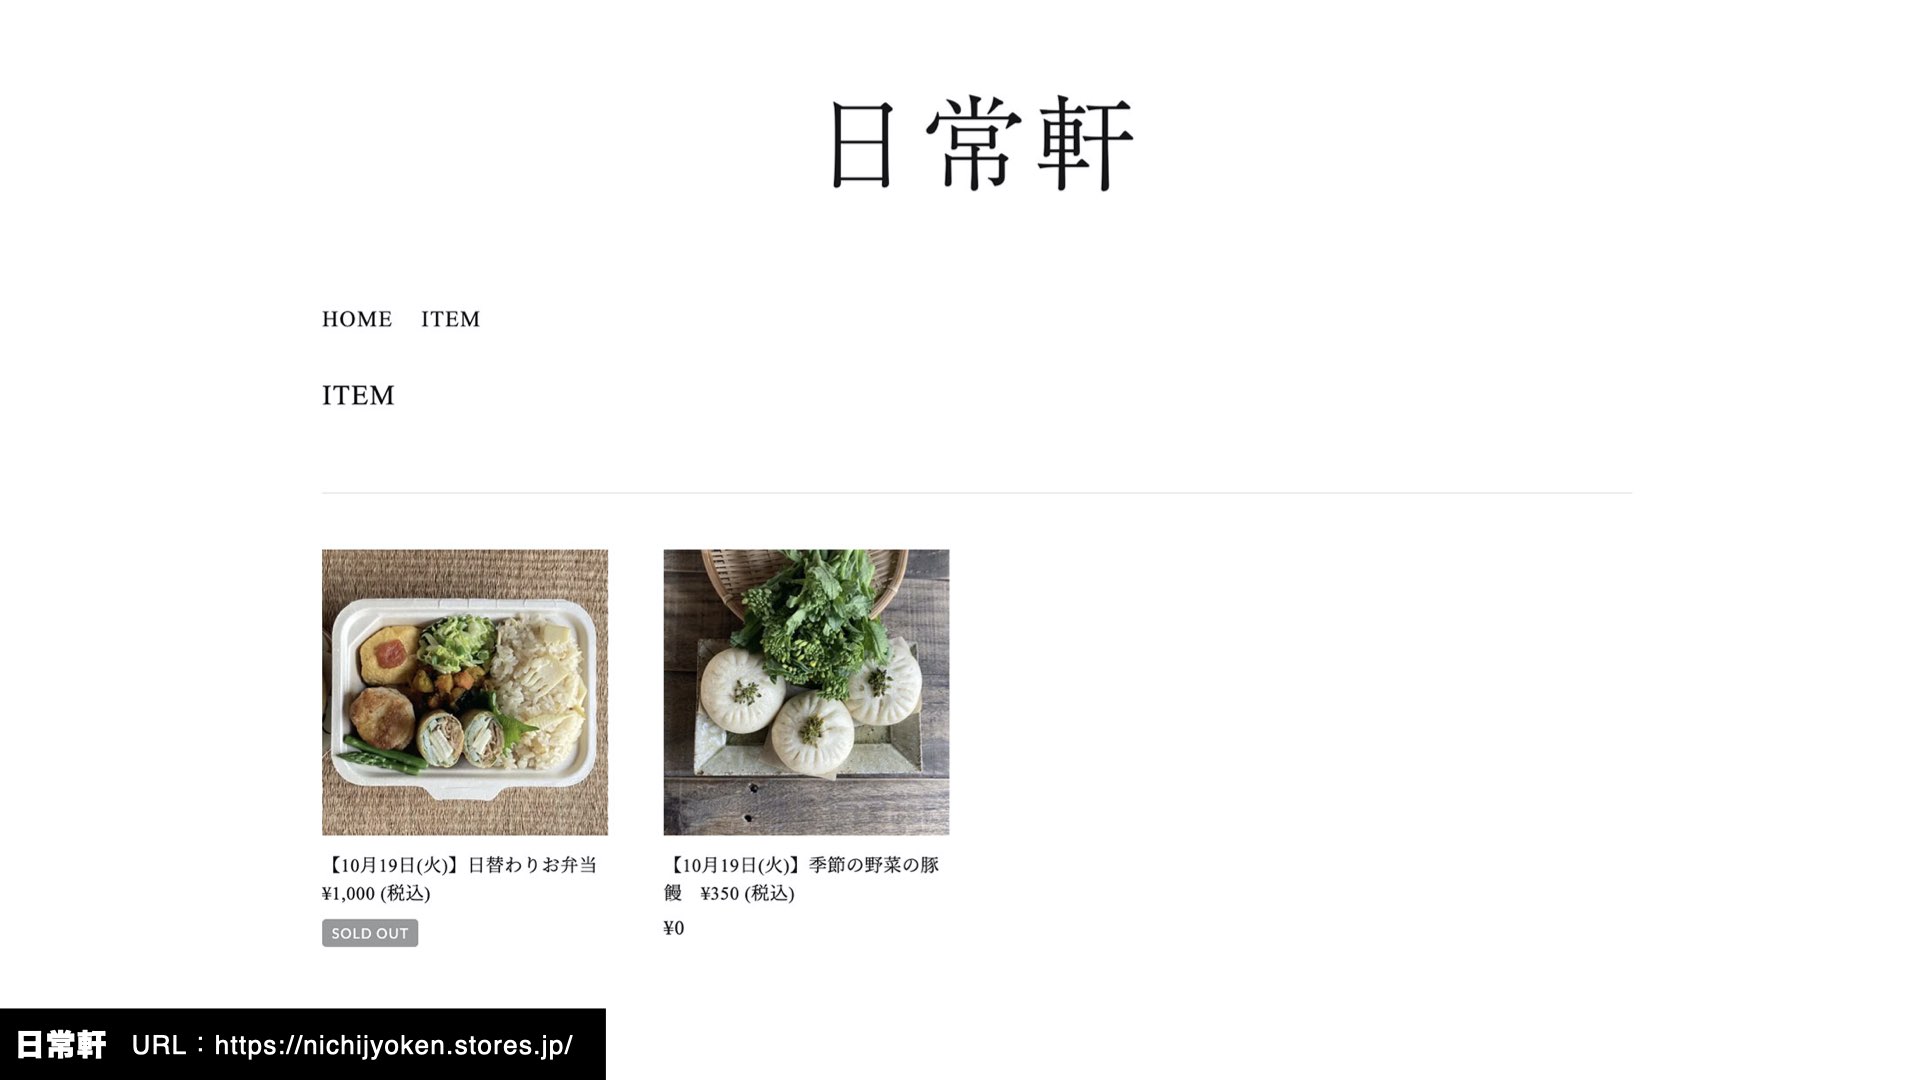 日常軒
HOME ITEM
ITEM
【10月19日(火)】日替わりお弁当
¥1,000 (税込)
SOLD OUT
【10月19日(火)】季節の野菜の豚
饅　¥350 (税込)
¥0
日常軒　URL：https://nichijyoken.stores.jp/